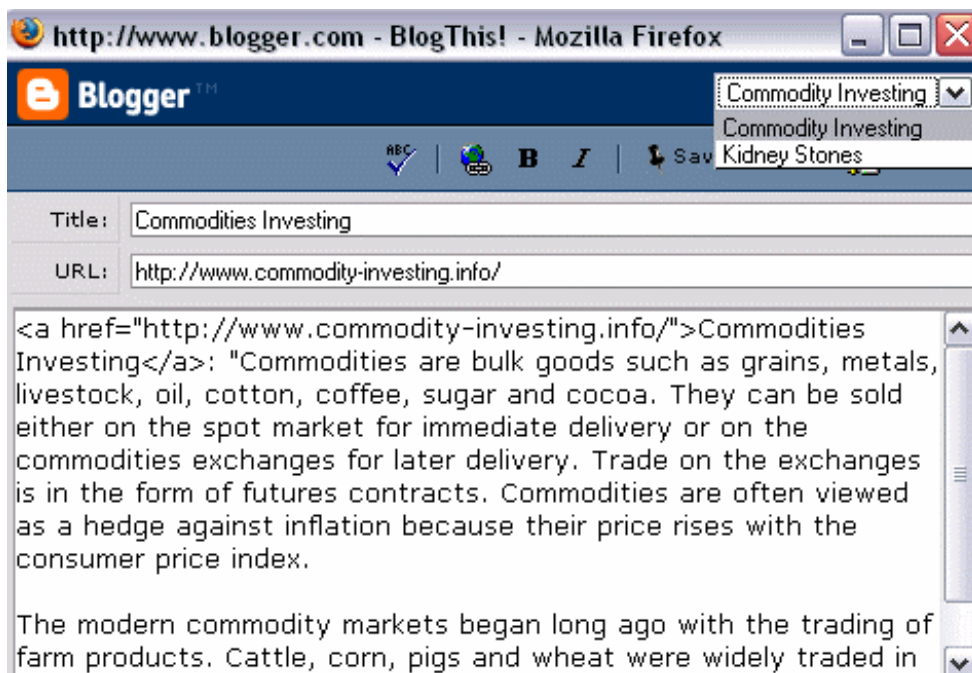 http://www.blogger.com - BlogThis! - Mozilla Firefox
Blogger™
Commodity Investing
Commodity Investing
Kidney Stones
ABC
B I
Title: Commodities Investing
URL: http://www.commodity-investing.info/
<a href="http://www.commodity-investing.info/">Commodities
Investing</a>: "Commodities are bulk goods such as grains, metals,
livestock, oil, cotton, coffee, sugar and cocoa. They can be sold
either on the spot market for immediate delivery or on the
commodities exchanges for later delivery. Trade on the exchanges
is in the form of futures contracts. Commodities are often viewed
as a hedge against inflation because their price rises with the
consumer price index.
The modern commodity markets began long ago with the trading of
farm products. Cattle, corn, pigs and wheat were widely traded in